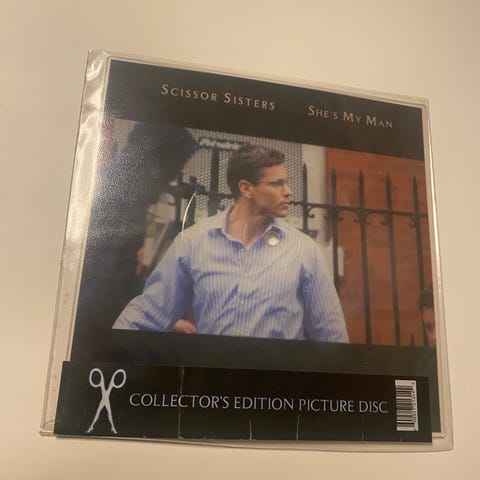 SCISSOR SISTERS SHE'S MY MAN
COLLECTOR'S EDITION PICTURE DISC